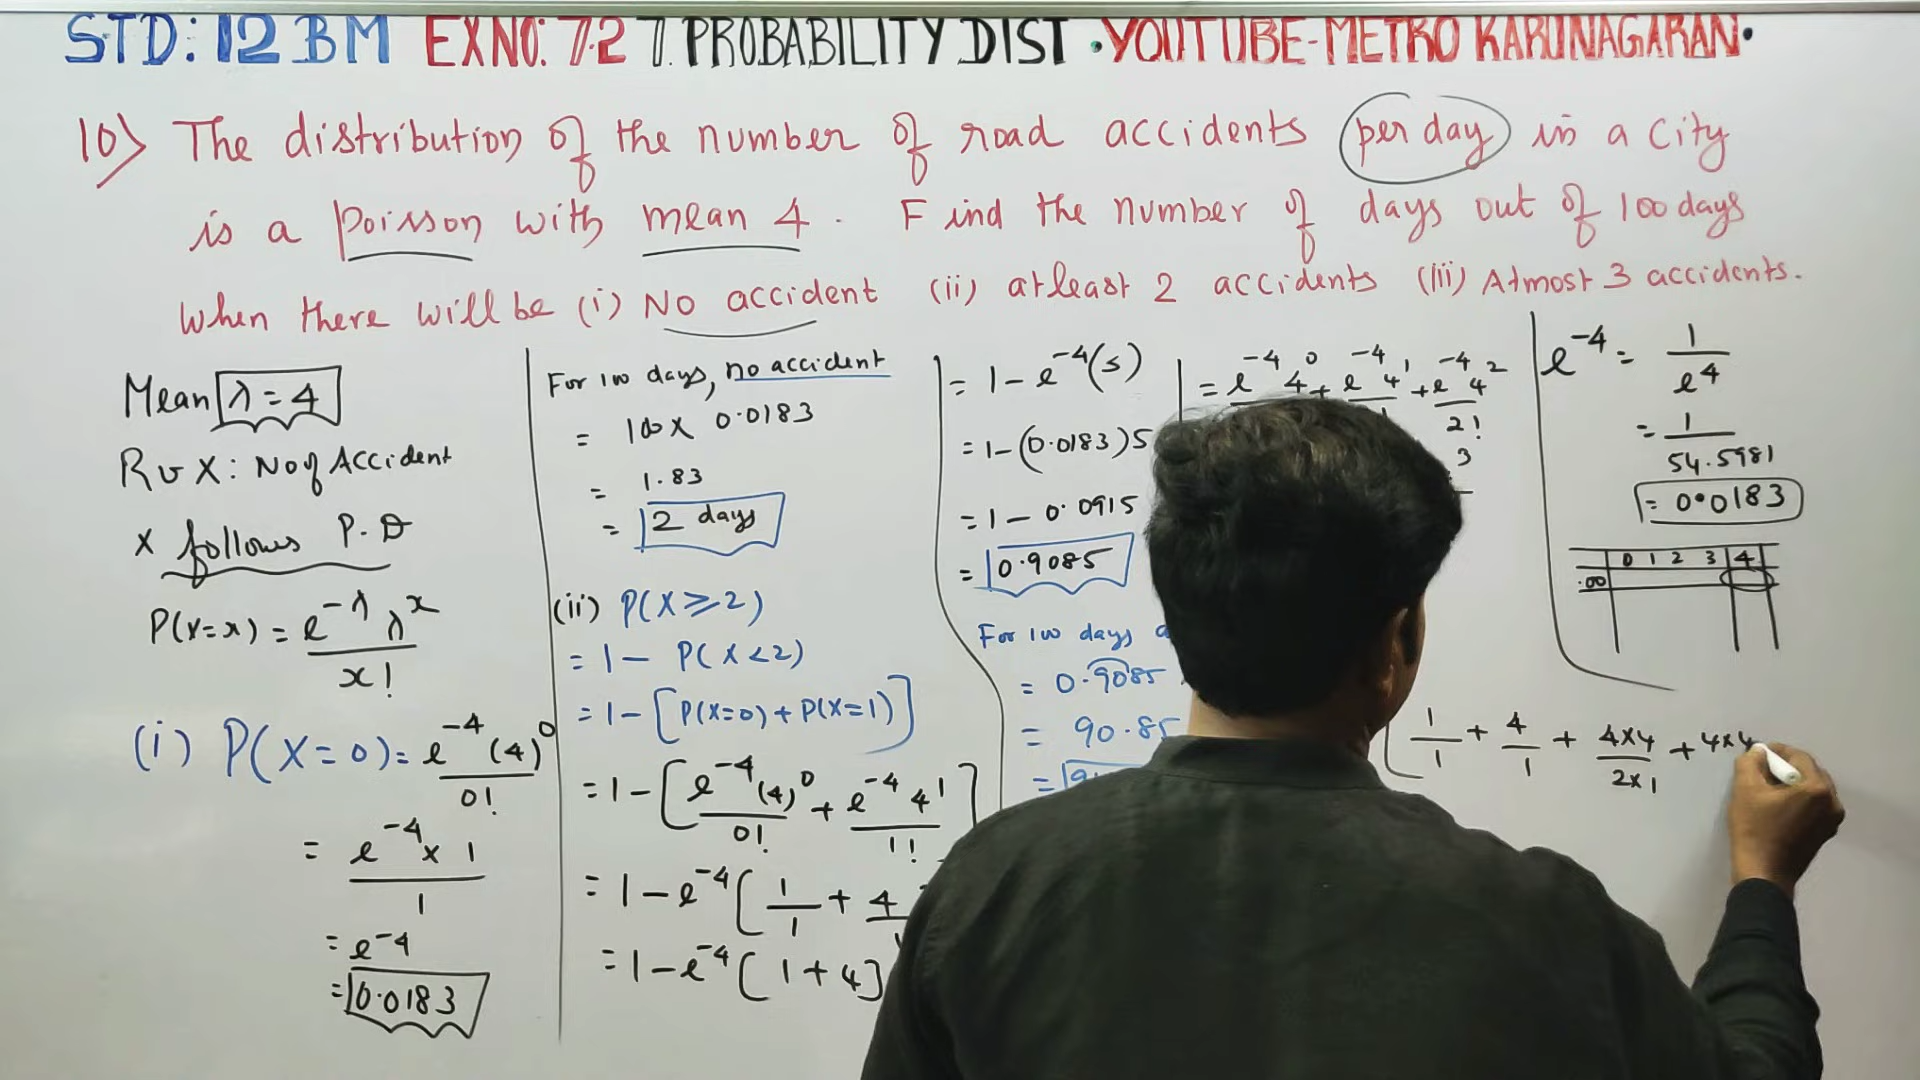 STD: 12 BM EXNO: 7.2 7. PROBABILITY DIST • YOUTUBE-METRO KARUNAGARAN •
10) The distribution of the number of road accidents per day in a city
is a poisson with mean 4. Find the number of days out of 100 days
when there will be (i) No accident (ii) atleast 2 accidents (iii) Atmost 3 accidents.
Mean λ = 4
R v X: No of Accident
X follows P.D
P(X=x) = e^-λ λ^x / x!
(i) P(X=0) = e^-4 (4)^0 / 0!
= e^-4 x 1 / 1
= e^-4
= 0.0183
For 100 days, no accident
= 100 x 0.0183
= 1.83
= 2 days
(ii) P(X ≥ 2)
= 1 - P(X < 2)
= 1 - [P(X=0) + P(X=1)]
= 1 - [e^-4 (4)^0 / 0! + e^-4 4^1 / 1!]
= 1 - e^-4 [1/1 + 4
= 1 - e^-4 [1 + 4]
= 1 - e^-4 (5)
= 1 - (0.0183) 5
= 1 - 0.0915
= 0.9085
For 100 days
= 0.9085
= 90.85
=
= e^-4 4^0 + e^-4 4^1 + e^-4 4^2 / 2!
3
1/1 + 4/1 + 4x4 / 2x1 + 4x4
e^-4 = 1 / e^4
= 1 / 54.5981
= 0.0183
0 1 2 3 4
.00